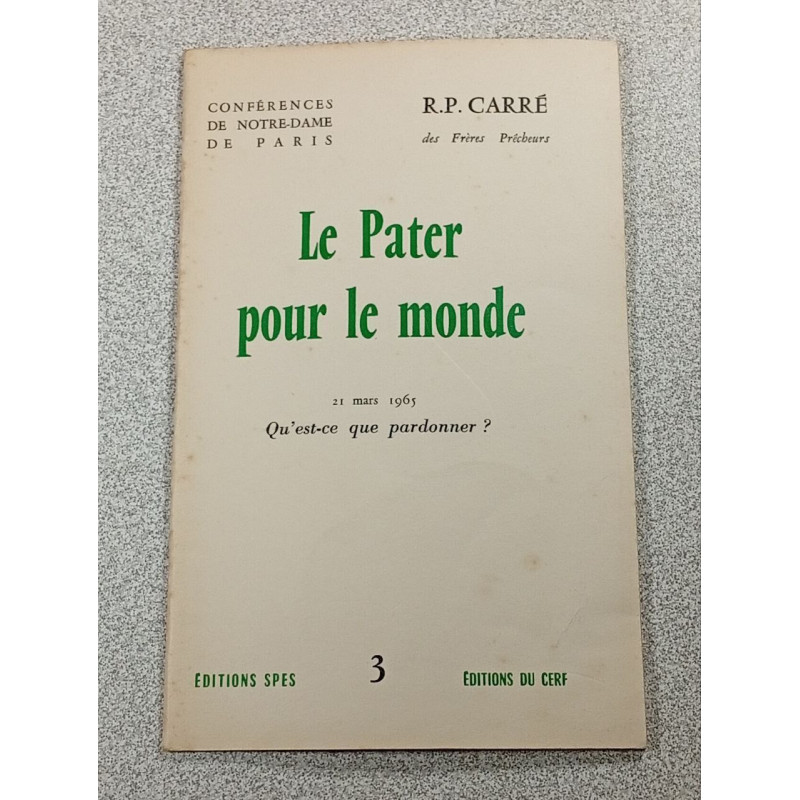 CONFÉRENCES
DE NOTRE-DAME
DE PARIS
R.P. CARRÉ
des Frères Prêcheurs
Le Pater
pour le monde
21 mars 1965
Qu'est-ce que pardonner ?
ÉDITIONS SPES
3
ÉDITIONS DU CERF